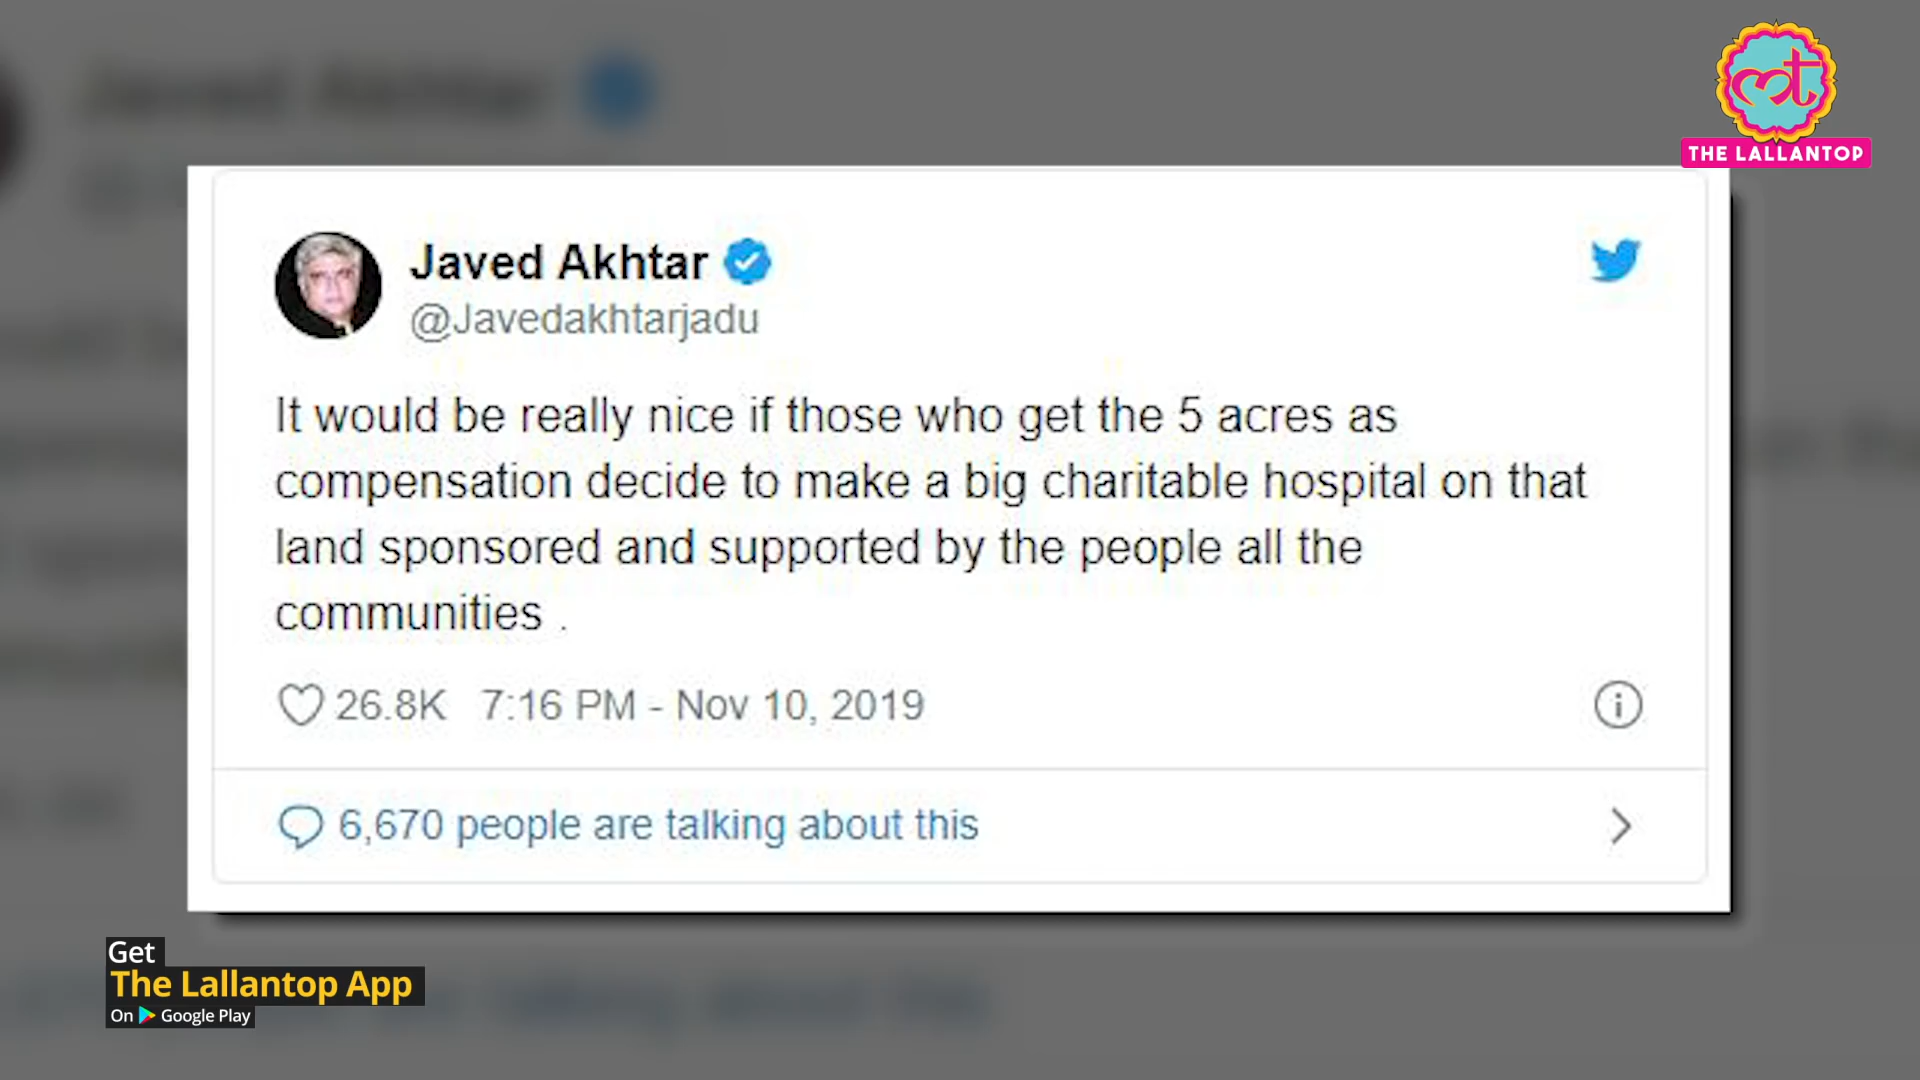 THE LALLANTOP
Javed Akhtar
@Javedakhtarjadu
It would be really nice if those who get the 5 acres as
compensation decide to make a big charitable hospital on that
land sponsored and supported by the people all the
communities .
26.8K 7:16 PM - Nov 10, 2019
6,670 people are talking about this
Get
The Lallantop App
On Google Play